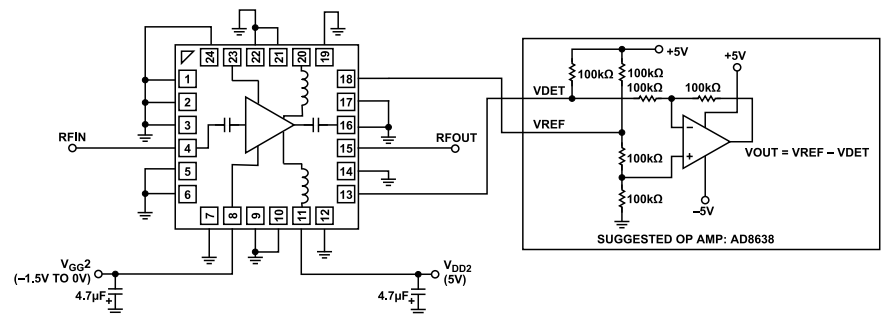 24
23
22
21
20
19
1
2
3
4
5
6
18
17
16
15
14
13
7
8
9
10
11
12
RFIN
RFOUT
VGG2
(–1.5V TO 0V)
4.7µF
+
VDD2
(5V)
4.7µF
+
VDET
VREF
+5V
+5V
100kΩ
100kΩ
100kΩ
100kΩ
100kΩ
100kΩ
–
+
–5V
VOUT = VREF – VDET
SUGGESTED OP AMP: AD8638